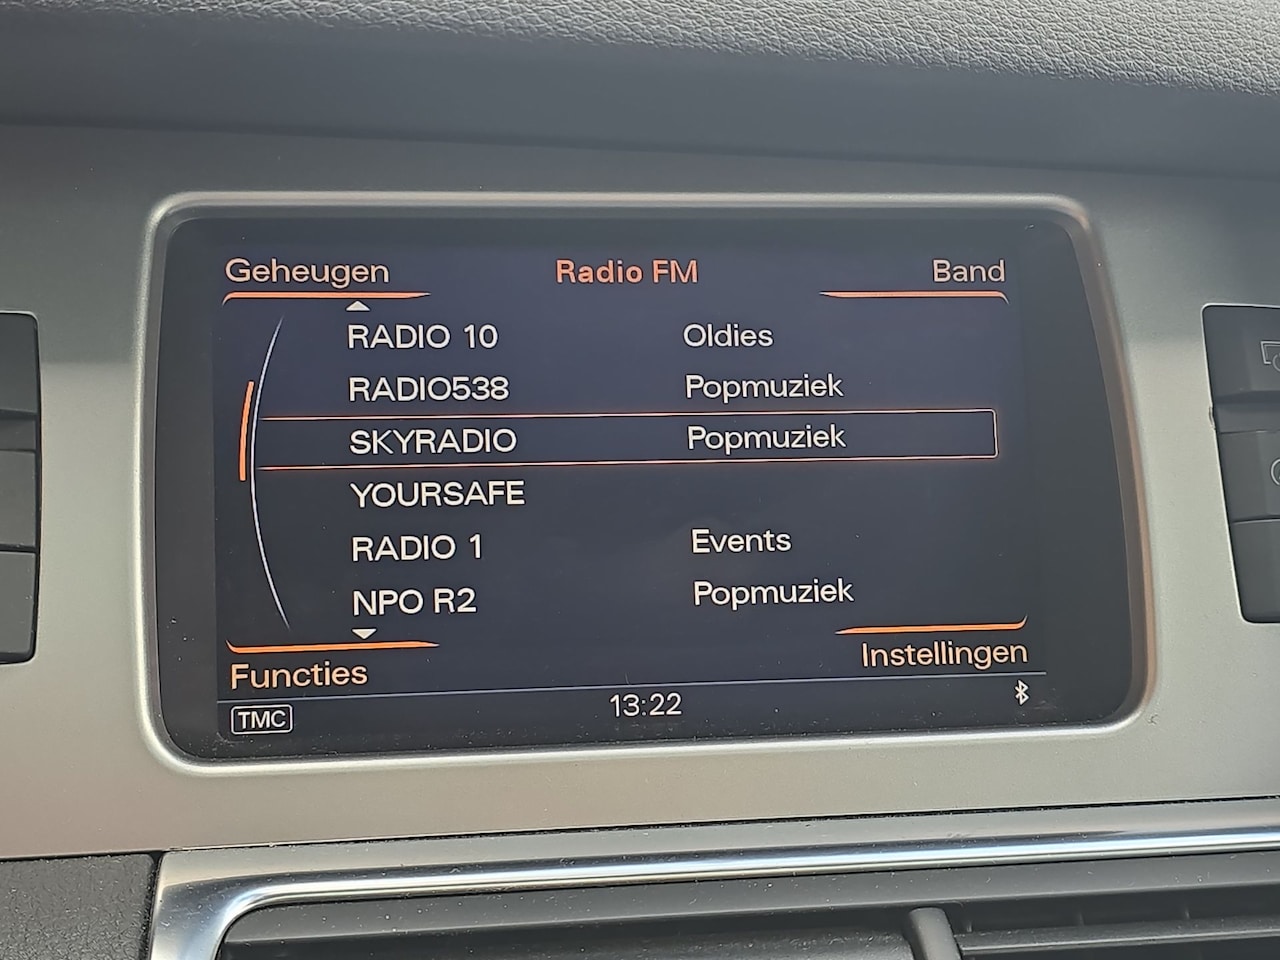 Geheugen Radio FM Band
RADIO 10 Oldies
RADIO538 Popmuziek
SKYRADIO Popmuziek
YOURSAFE
RADIO 1 Events
NPO R2 Popmuziek
Functies Instellingen
TMC 13:22